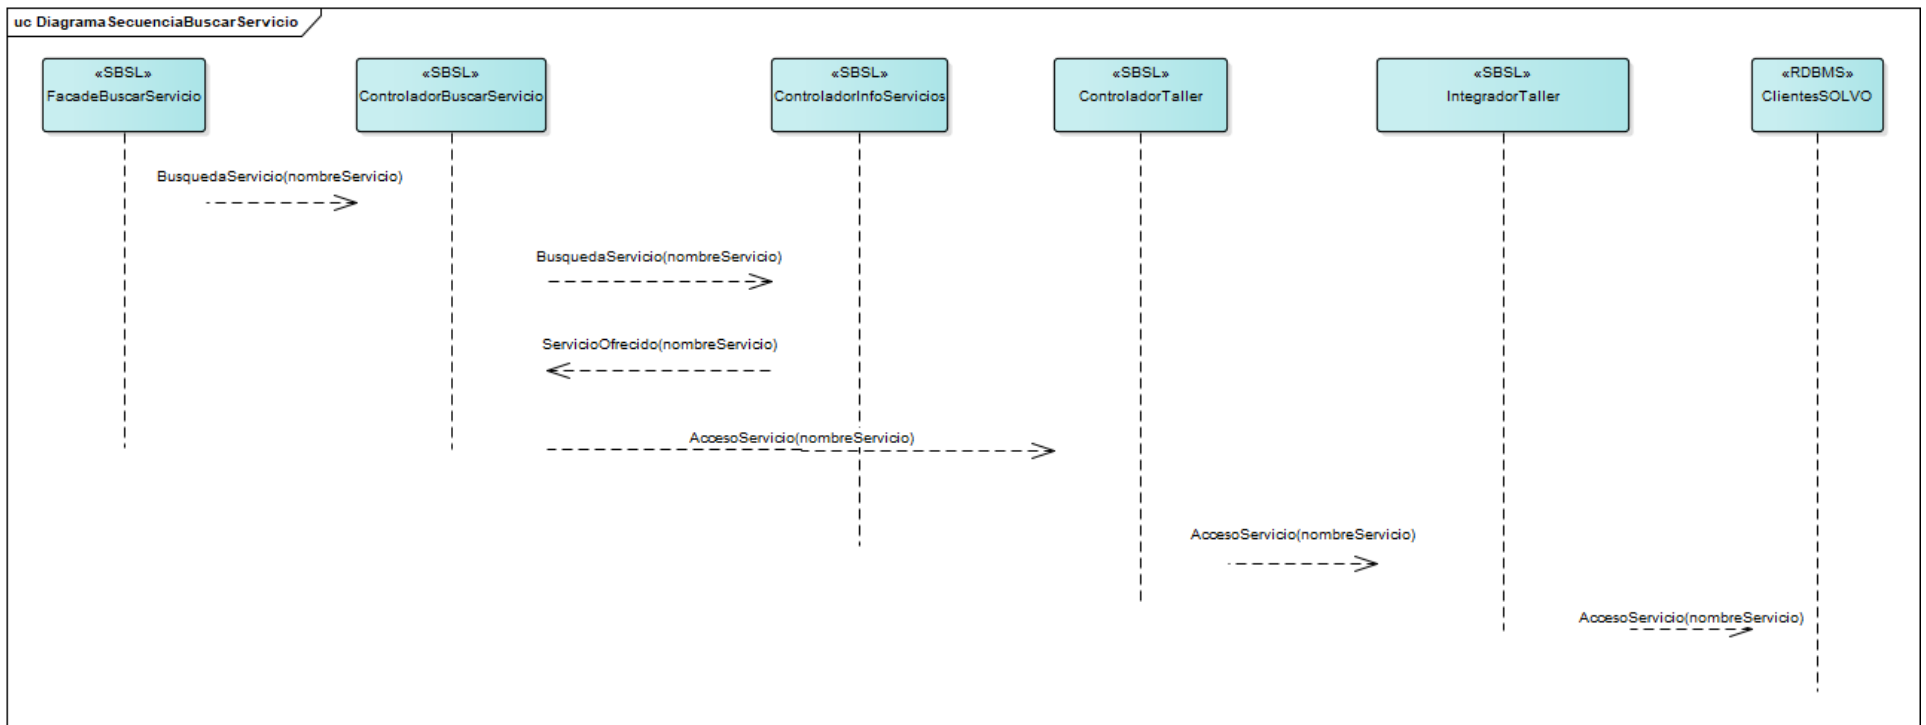 uc DiagramaSecuenciaBuscarServicio
«SBSL»
FacadeBuscarServicio
«SBSL»
ControladorBuscarServicio
«SBSL»
ControladorInfoServicios
«SBSL»
ControladorTaller
«SBSL»
IntegradorTaller
«RDBMS»
ClientesSOLVO
BusquedaServicio(nombreServicio)
BusquedaServicio(nombreServicio)
ServicioOfrecido(nombreServicio)
AccesoServicio(nombreServicio)
AccesoServicio(nombreServicio)
AccesoServicio(nombreServicio)